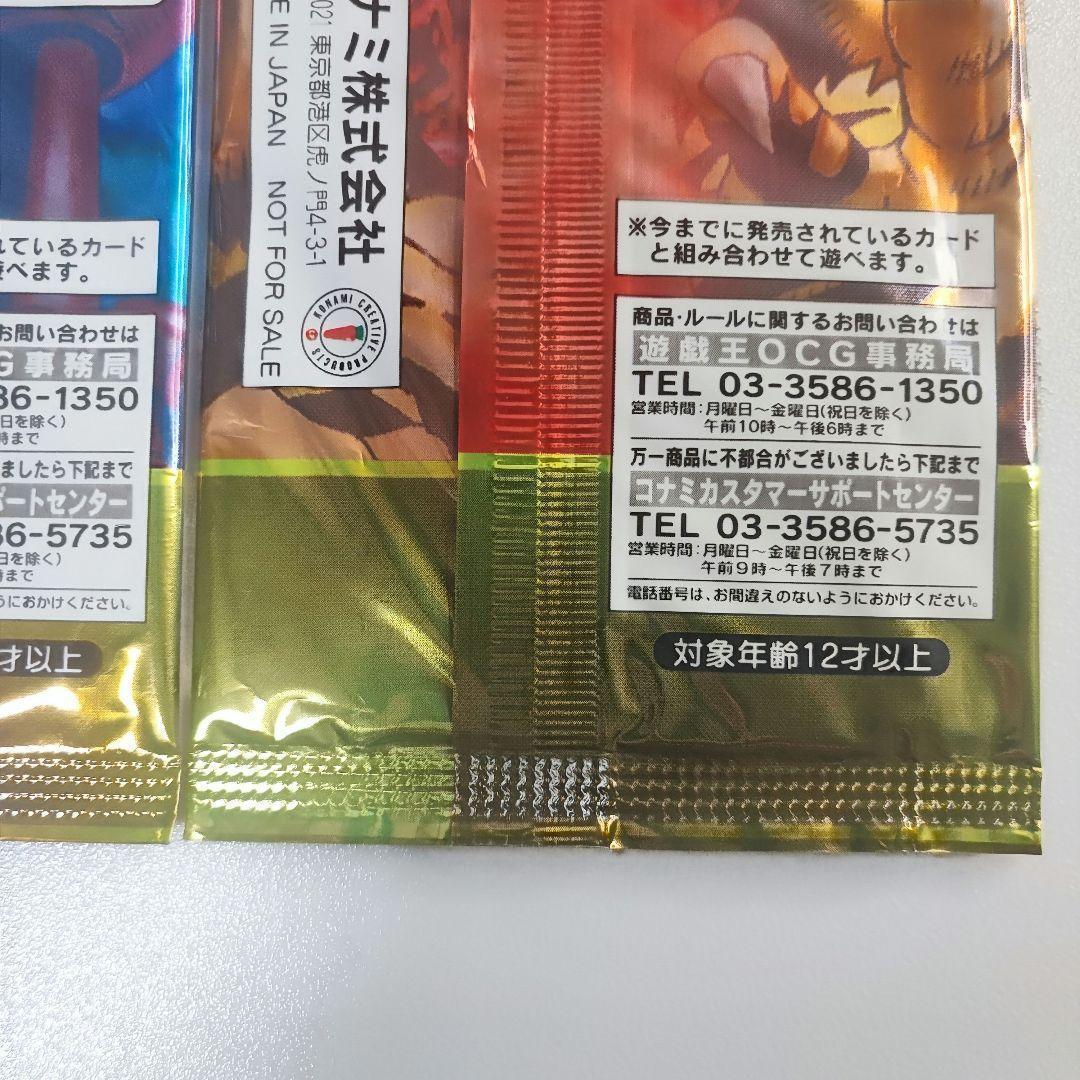 れているカード
遊べます。
お問い合わせは
G事務局
86-1350
日を除く)
時まで
ましたら下記まで
ポートセンター
86-5735
日を除く)
時まで
うにおかけください。
才以上
ナミ株式会社
021 東京都港区虎ノ門4-3-1
E IN JAPAN NOT FOR SALE
KONAMI CREATIVE PRODUCTS
※今までに発売されているカード
と組み合わせて遊べます。
商品・ルールに関するお問い合わせは
遊戯王OCG事務局
TEL 03-3586-1350
営業時間:月曜日～金曜日(祝日を除く)
午前10時～午後6時まで
万一商品に不都合がございましたら下記まで
コナミカスタマーサポートセンター
TEL 03-3586-5735
営業時間:月曜日～金曜日(祝日を除く)
午前9時～午後7時まで
電話番号は、お間違えのないようにおかけください。
対象年齢12才以上